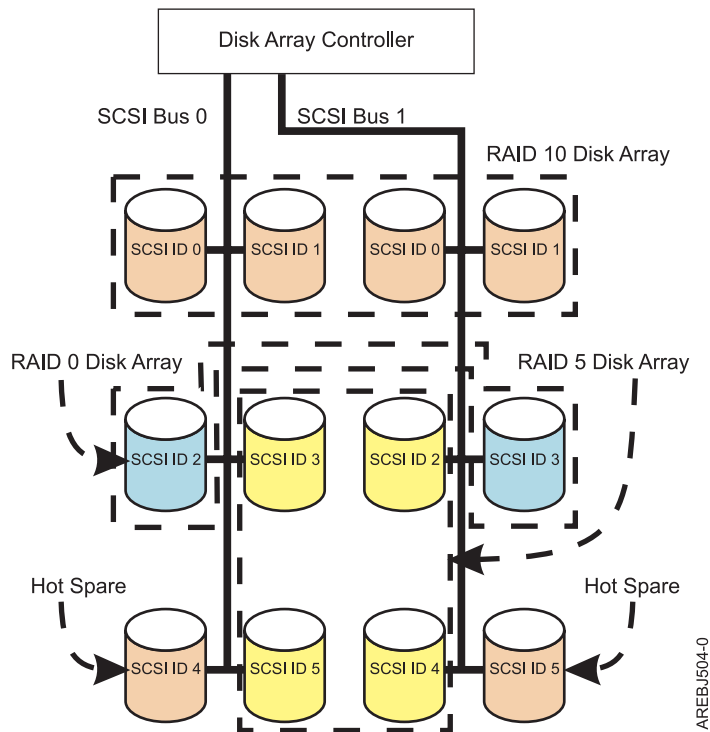 Disk Array Controller
SCSI Bus 0
SCSI Bus 1
RAID 10 Disk Array
SCSI ID 0
SCSI ID 1
SCSI ID 0
SCSI ID 1
RAID 0 Disk Array
RAID 5 Disk Array
SCSI ID 2
SCSI ID 3
SCSI ID 2
SCSI ID 3
Hot Spare
Hot Spare
SCSI ID 4
SCSI ID 5
SCSI ID 4
SCSI ID 5
AREBJ504-0